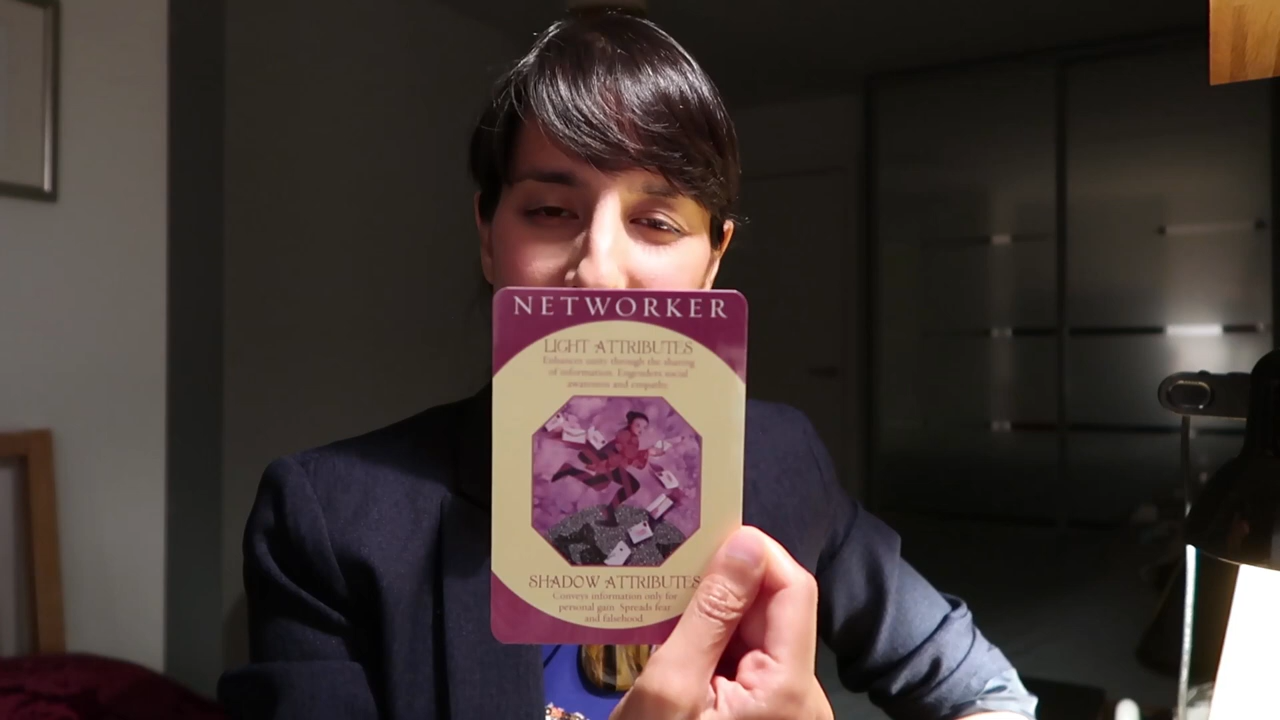 NETWORKER
LIGHT ATTRIBUTES
Enhances unity through the sharing
of information. Engenders social
awareness and empathy.
SHADOW ATTRIBUTES
Conveys information only for
personal gain. Spreads fear
and falsehood.